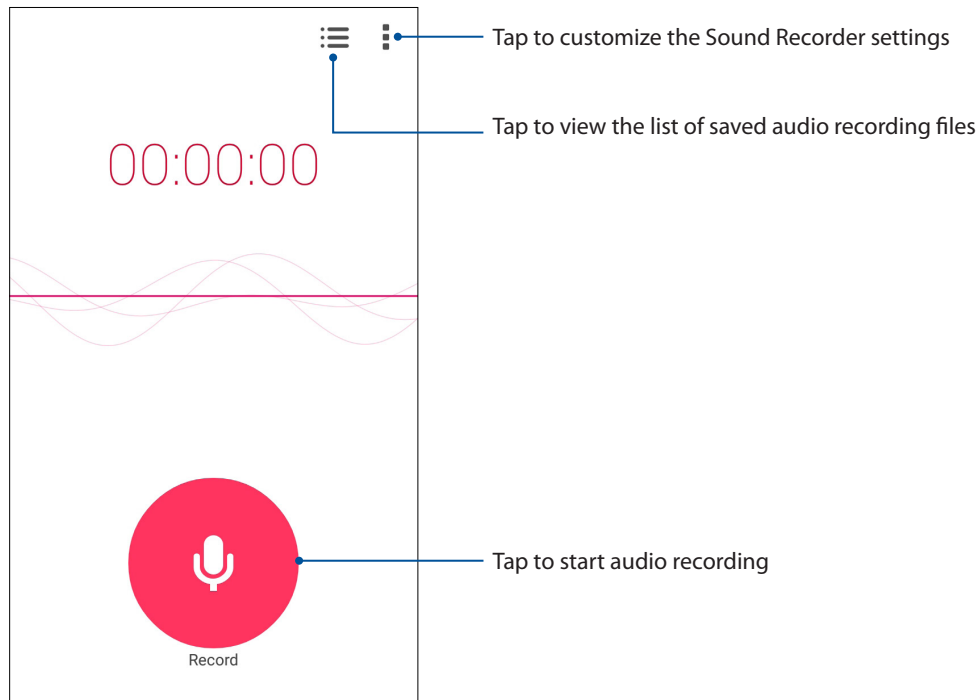 Tap to customize the Sound Recorder settings
Tap to view the list of saved audio recording files
00:00:00
Tap to start audio recording
Record